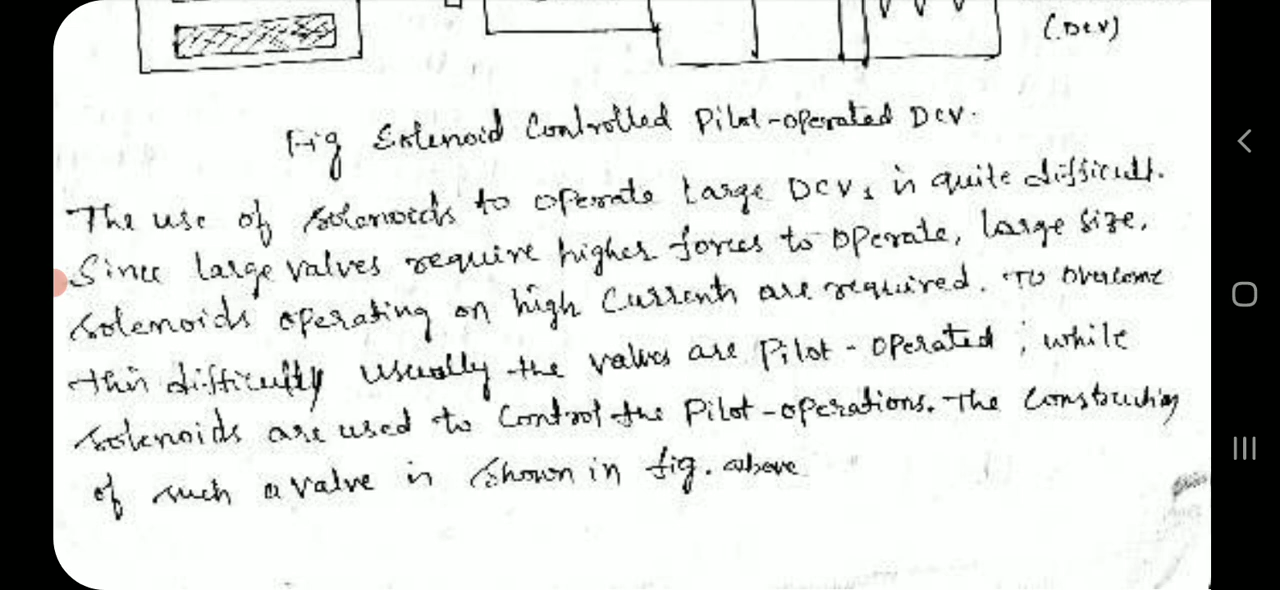 (DCV)
Fig Solenoid Controlled Pilot-operated DCV.
The use of solenoids to operate large DCVs is quite difficult.
Since large valves require higher forces to operate, large size,
solenoids operating on high Currents are required. To overcome
this difficulty usually the valves are Pilot - operated ; while
solenoids are used to Control the Pilot-operations. The Construction
of such a valve is shown in fig. above